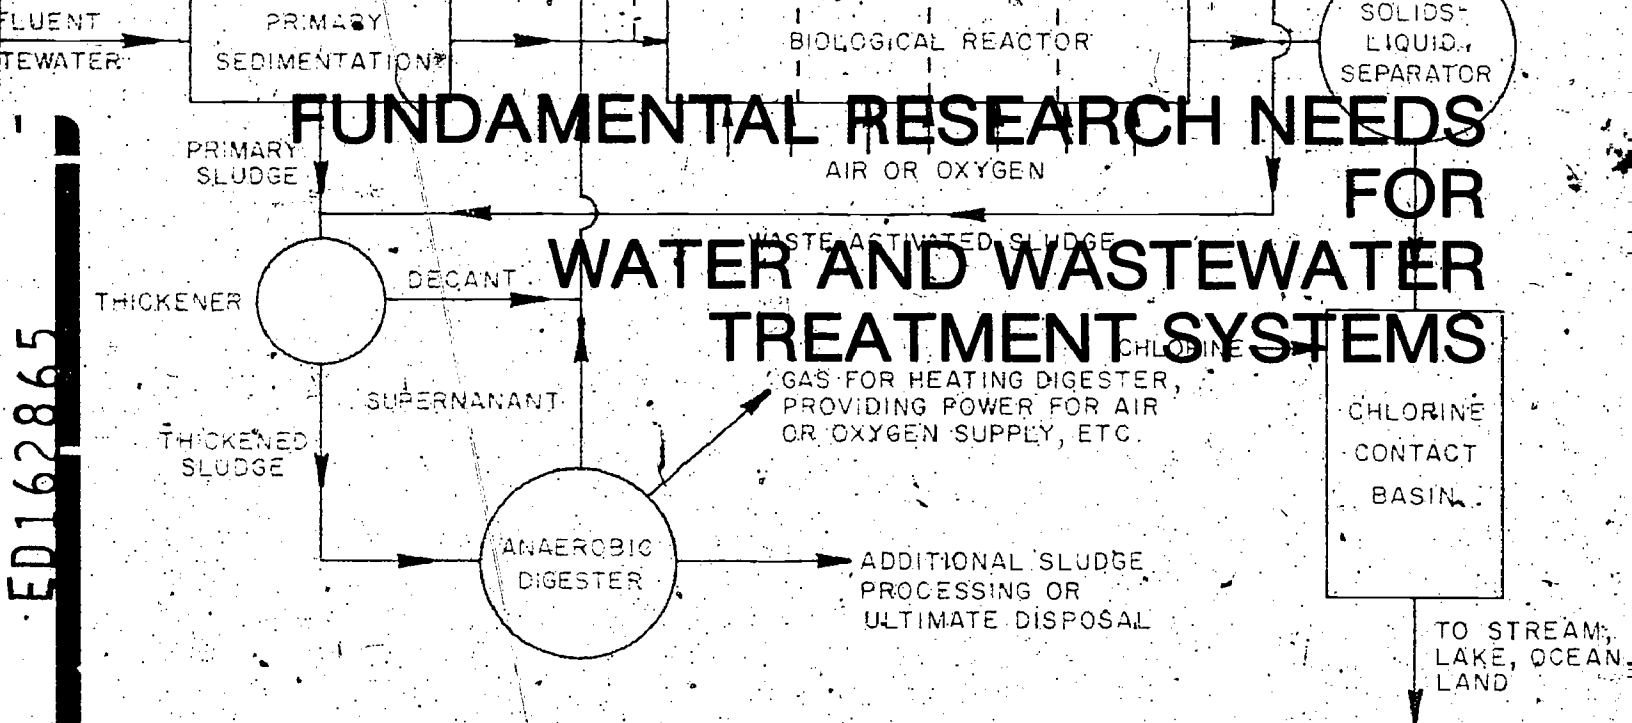 FLUENT
TEWATER
PRIMARY
SEDIMENTATION
BIOLOGICAL REACTOR
SOLIDS-
LIQUID
SEPARATOR
FUNDAMENTAL RESEARCH NEEDS
FOR
WATER AND WASTEWATER
TREATMENT SYSTEMS
PRIMARY
SLUDGE
AIR OR OXYGEN
WASTE ACTIVATED SLUDGE
THICKENER
DECANT
CHLORINE
SUPERNANANT
GAS FOR HEATING DIGESTER,
PROVIDING POWER FOR AIR
OR OXYGEN SUPPLY, ETC.
CHLORINE
CONTACT
BASIN
THICKENED
SLUDGE
ED162865
ANAEROBIC
DIGESTER
ADDITIONAL SLUDGE
PROCESSING OR
ULTIMATE DISPOSAL
TO STREAM,
LAKE, OCEAN
LAND